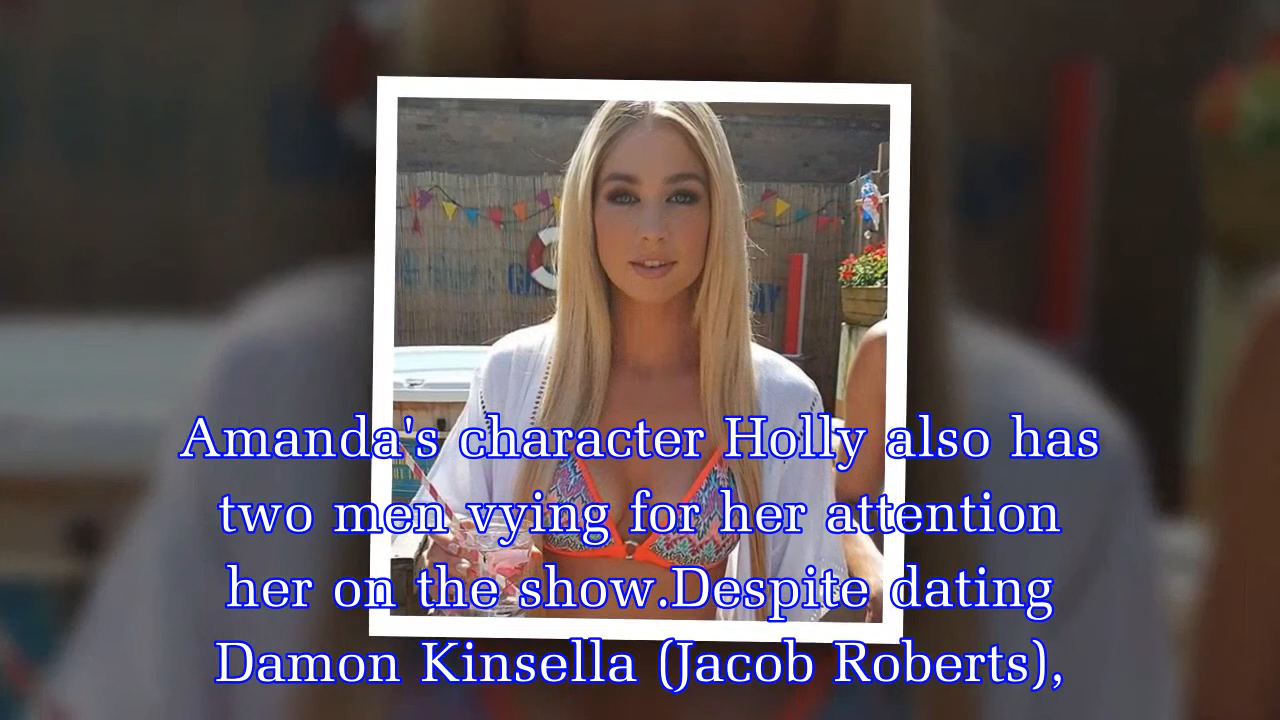 Amanda's character Holly also has
two men vying for her attention
her on the show.Despite dating
Damon Kinsella (Jacob Roberts),